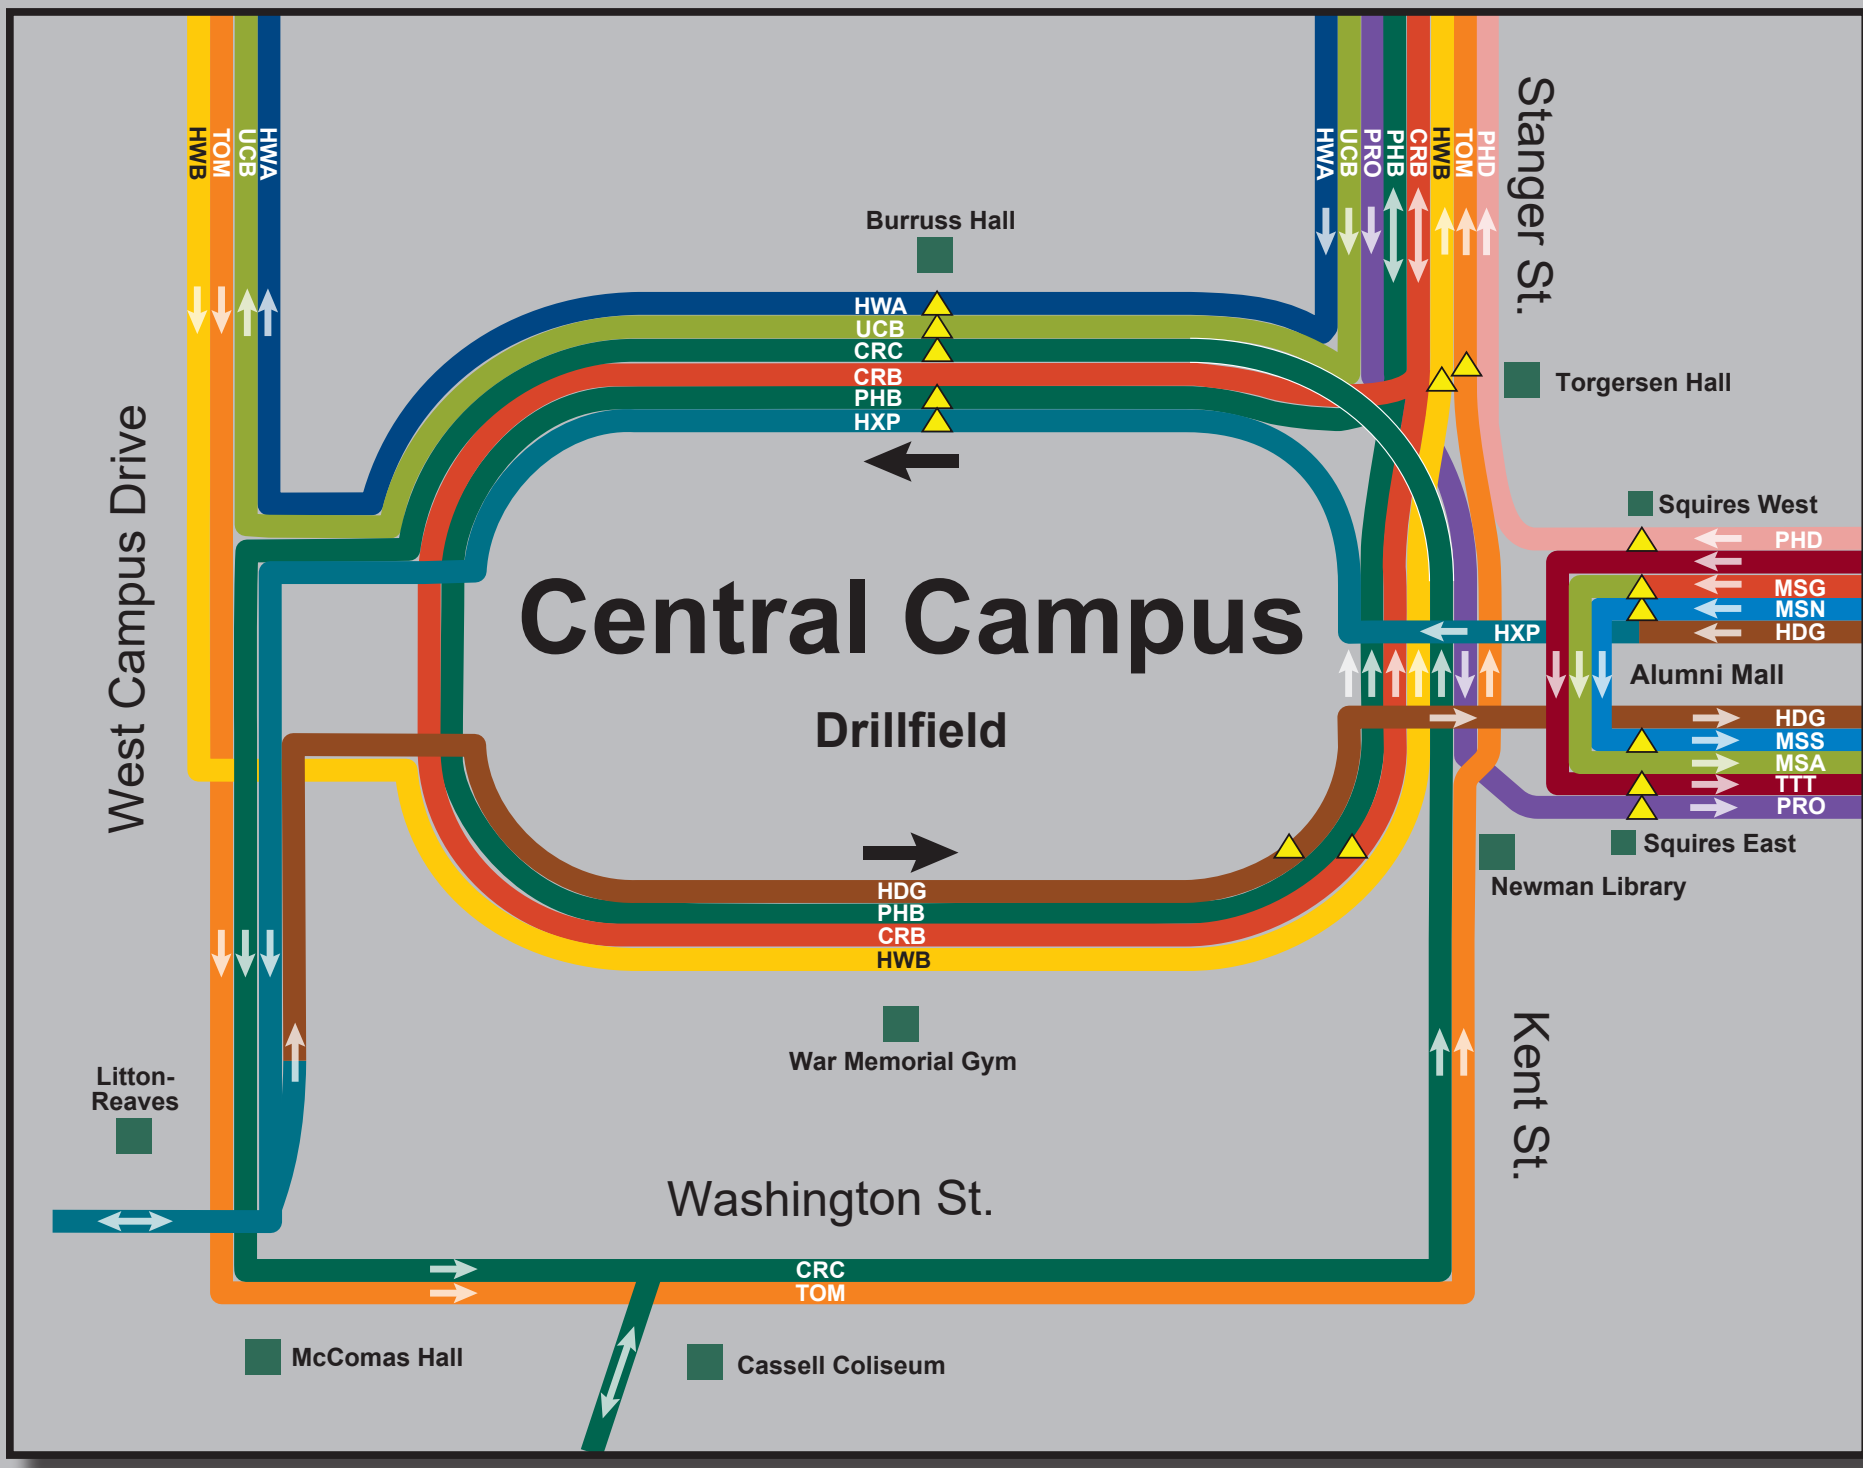 HWB
TOM
UCB
HWA
HWA
UCB
PRO
PHB
CRB
HWB
TOM
PHD
Stanger St.
Burruss Hall
HWA
UCB
CRC
CRB
PHB
HXP
Torgersen Hall
West Campus Drive
Squires West
PHD
MSG
MSN
HDG
HXP
Central Campus
Drillfield
Alumni Mall
HDG
MSS
MSA
TTT
PRO
Squires East
Newman Library
HDG
PHB
CRB
HWB
War Memorial Gym
Kent St.
Litton-
Reaves
Washington St.
CRC
TOM
McComas Hall
Cassell Coliseum